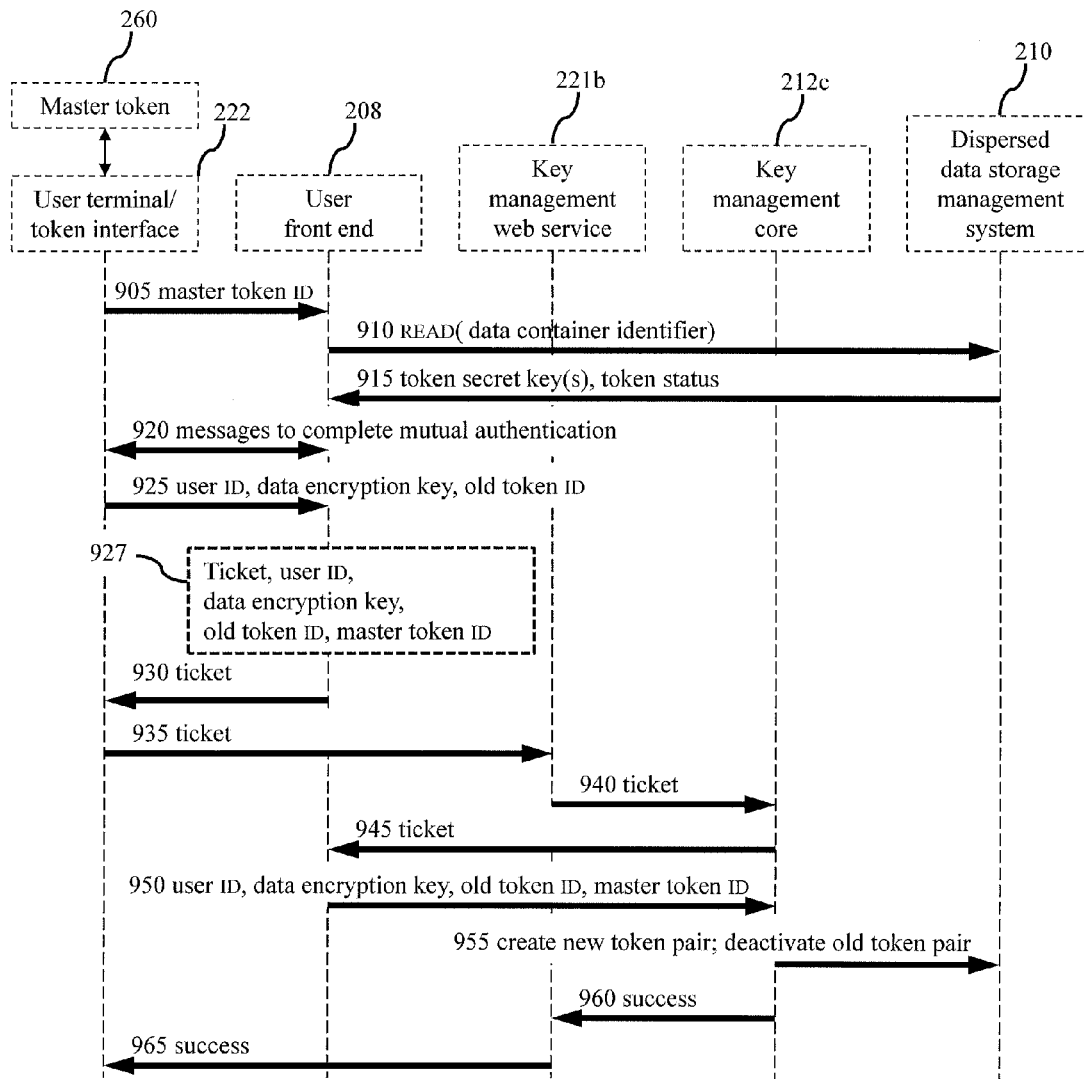 260
Master token
222
208
221b
212c
210
User terminal/
token interface
User
front end
Key
management
web service
Key
management
core
Dispersed
data storage
management
system
905 master token ID
910 READ( data container identifier)
915 token secret key(s), token status
920 messages to complete mutual authentication
925 user ID, data encryption key, old token ID
927
Ticket, user ID,
data encryption key,
old token ID, master token ID
930 ticket
935 ticket
940 ticket
945 ticket
950 user ID, data encryption key, old token ID, master token ID
955 create new token pair; deactivate old token pair
960 success
965 success